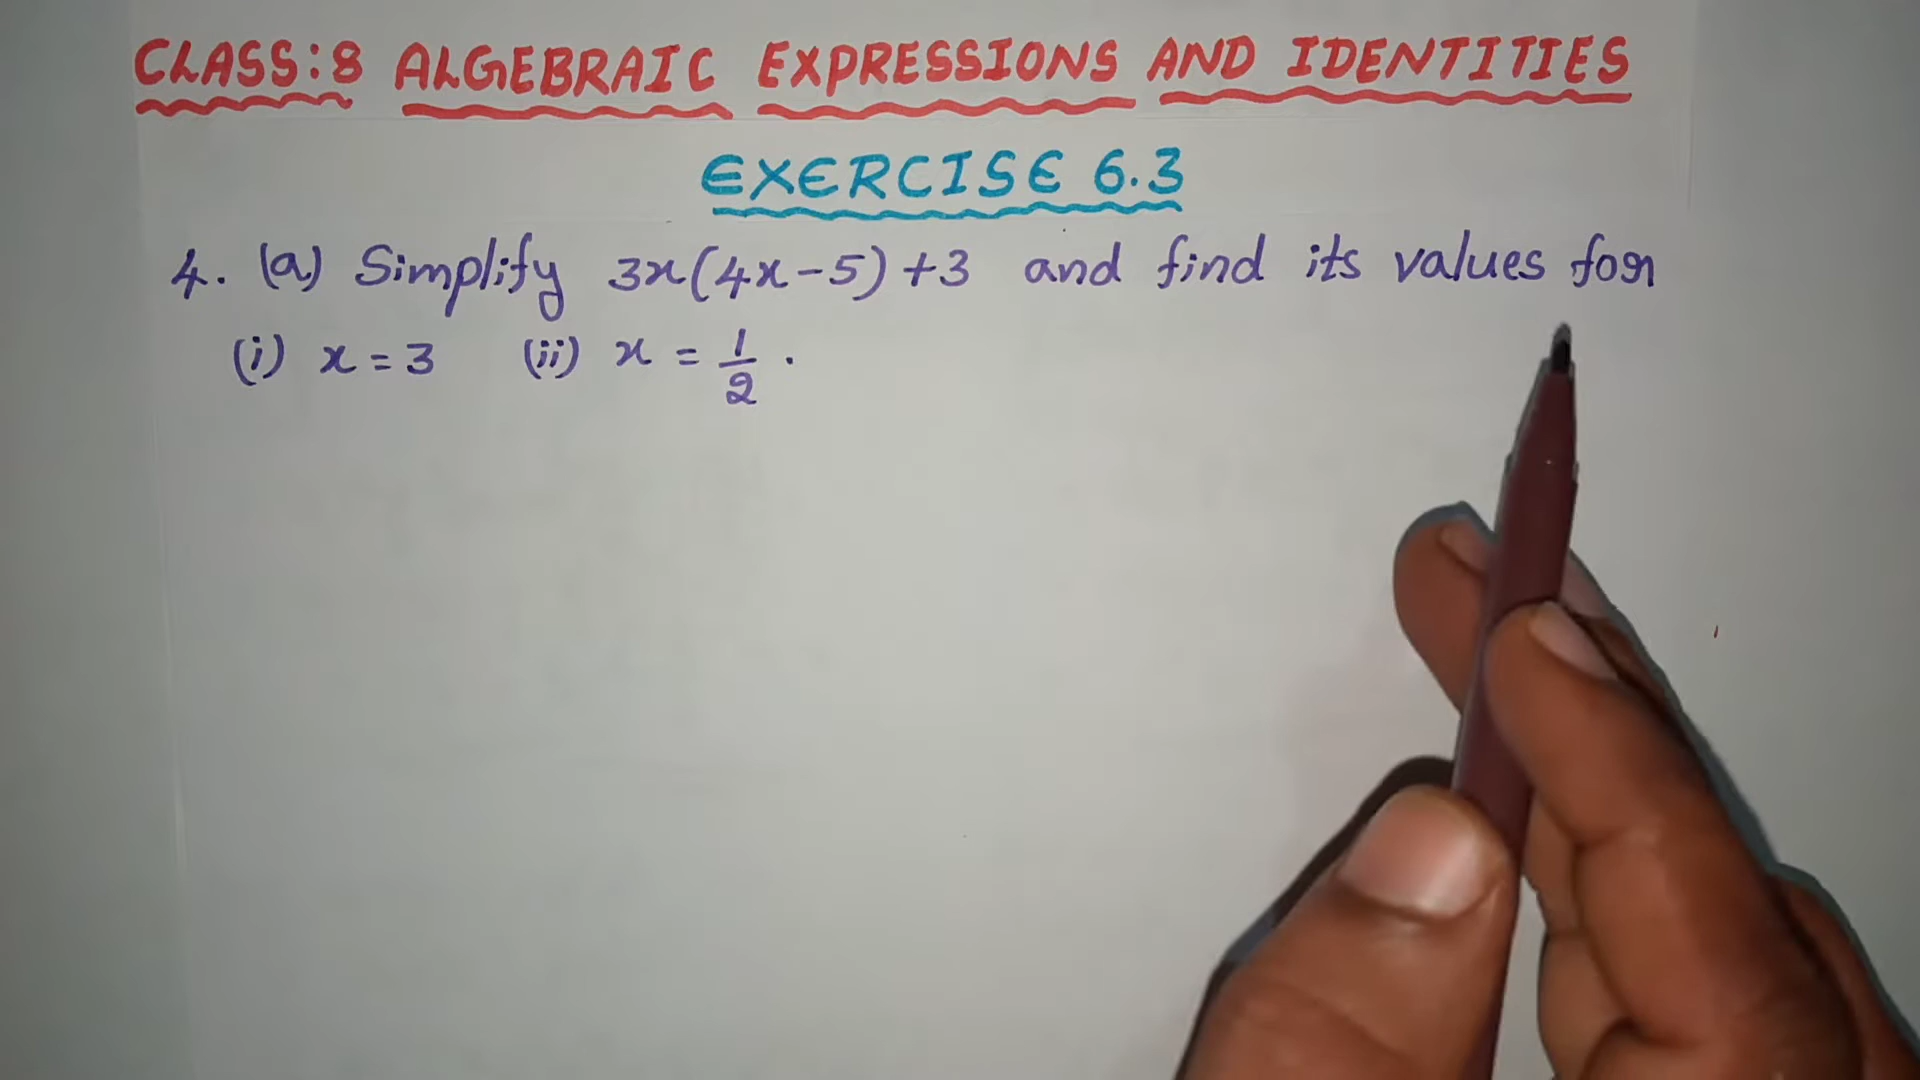 CLASS:8 ALGEBRAIC EXPRESSIONS AND IDENTITIES
EXERCISE 6.3
4. (a) Simplify 3x(4x-5)+3 and find its values for
(i) x=3 (ii) x = 1/2.